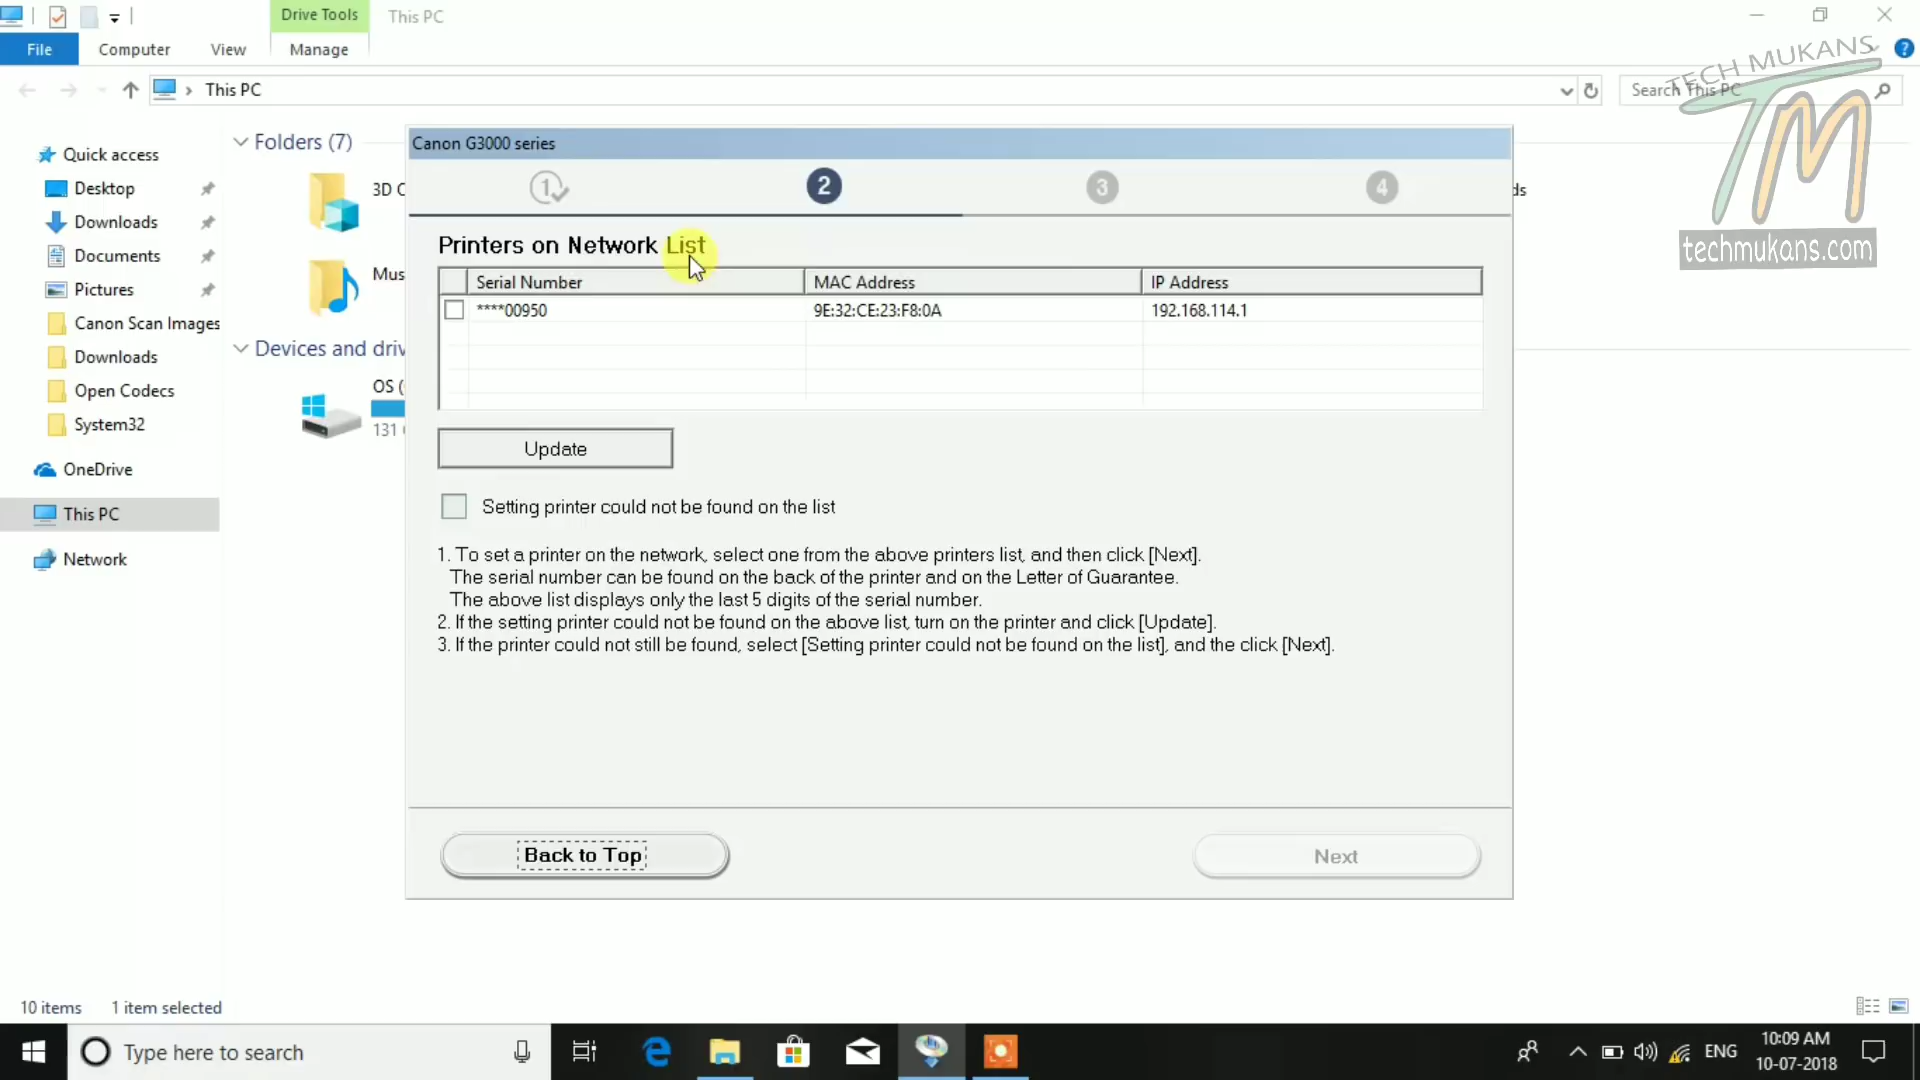 Drive Tools
This PC
File
Computer
View
Manage
This PC
Search This PC
TECH MUKANS
TM
techmukans.com
Quick access
Desktop
Downloads
Documents
Pictures
Canon Scan Images
Downloads
Open Codecs
System32
OneDrive
This PC
Network
Folders (7)
3D
Mus
Devices and driv
OS (
131
ds
Canon G3000 series
1
2
3
4
Printers on Network List
Serial Number MAC Address IP Address
****00950 9E:32:CE:23:F8:0A 192.168.114.1
Update
Setting printer could not be found on the list
1. To set a printer on the network, select one from the above printers list, and then click [Next].
The serial number can be found on the back of the printer and on the Letter of Guarantee.
The above list displays only the last 5 digits of the serial number.
2. If the setting printer could not be found on the above list, turn on the printer and click [Update].
3. If the printer could not still be found, select [Setting printer could not be found on the list], and the click [Next].
Back to Top
Next
10 items 1 item selected
Type here to search
ENG
10:09 AM
10-07-2018